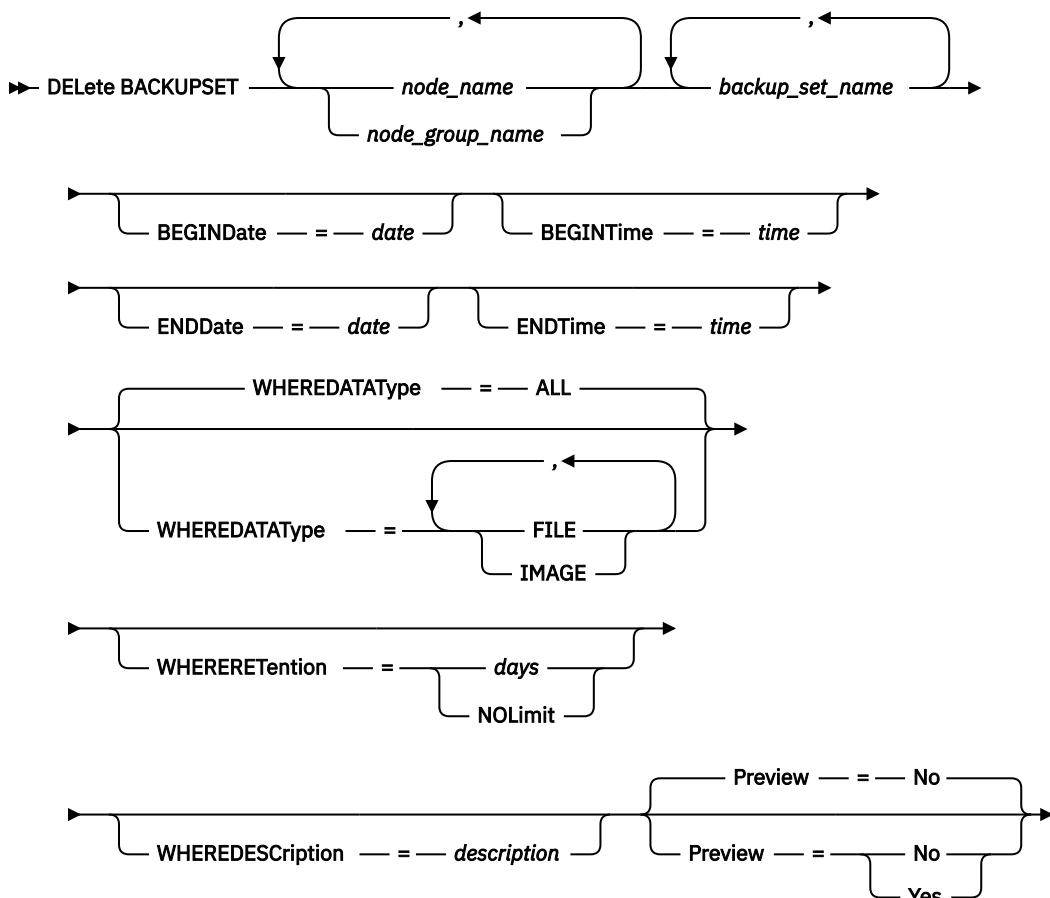 , ,
DELete BACKUPSET node_name backup_set_name
node_group_name
BEGINDate = date BEGINTime = time
ENDDate = date ENDTime = time
WHEREDATAType = ALL
,
WHEREDATAType = FILE
IMAGE
WHERERETention = days
NOLimit
Preview = No
WHEREDESCription = description Preview = No
Yes